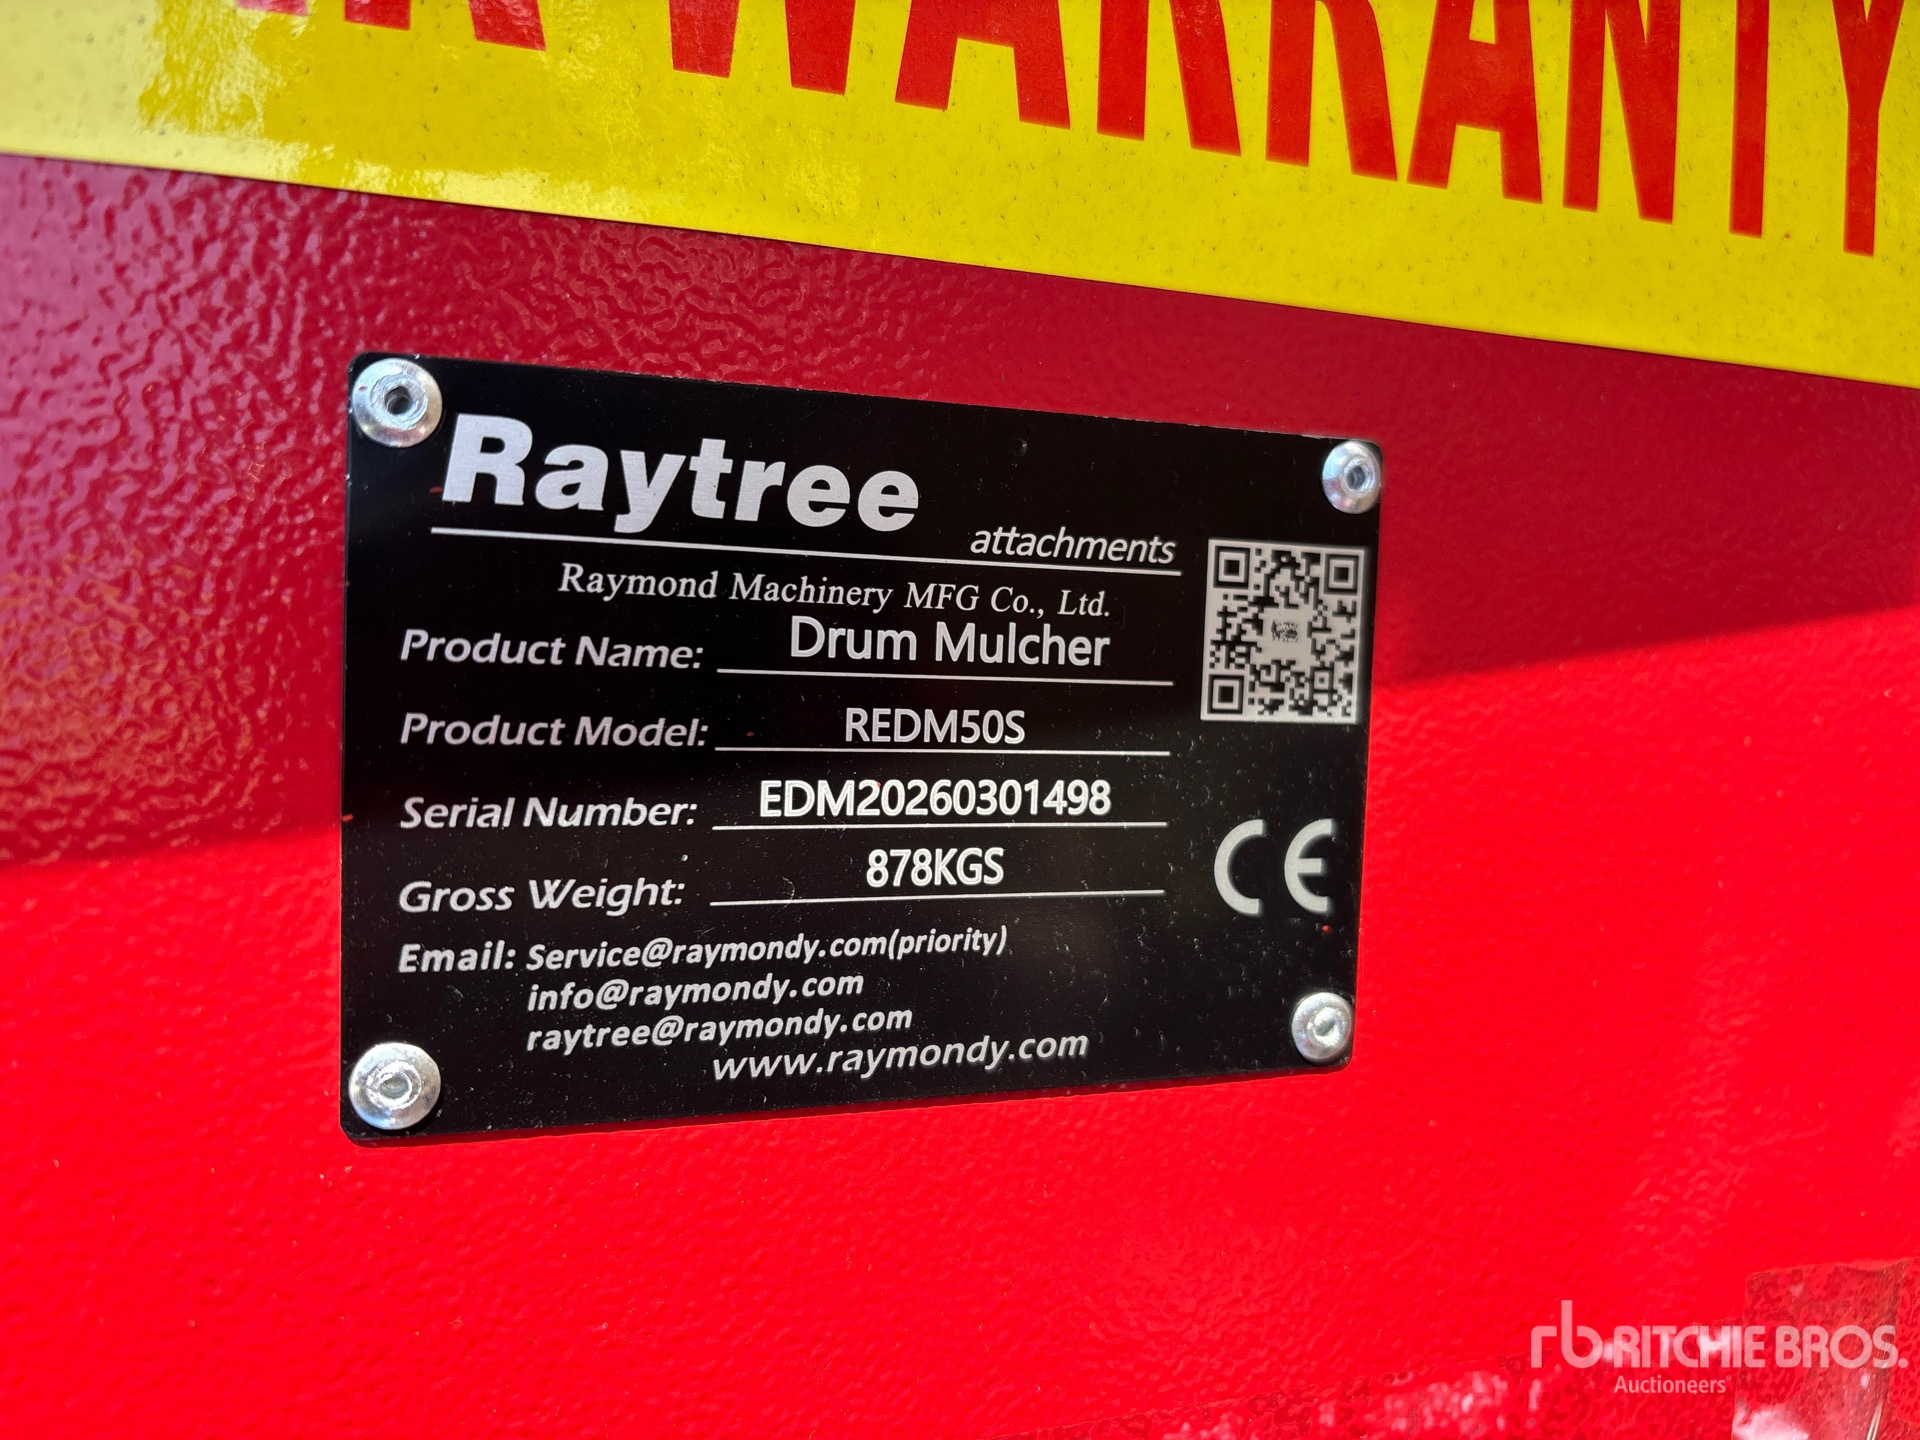 WARRANTY
Raytree
attachments
Raymond Machinery MFG Co., Ltd.
Product Name: Drum Mulcher
Product Model: REDM50S
Serial Number: EDM20260301498
Gross Weight: 878KGS
CE
Email: Service@raymondy.com(priority)
info@raymondy.com
raytree@raymondy.com
www.raymondy.com
rb RITCHIE BROS.
Auctioneers